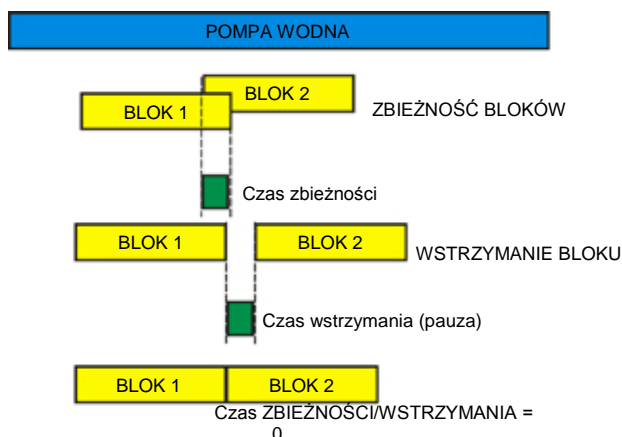 POMPA WODNA
BLOK 2
BLOK 1
ZBIEŻNOŚĆ BLOKÓW
Czas zbieżności
BLOK 1
BLOK 2
WSTRZYMANIE BLOKU
Czas wstrzymania (pauza)
BLOK 1
BLOK 2
Czas ZBIEŻNOŚCI/WSTRZYMANIA =
0